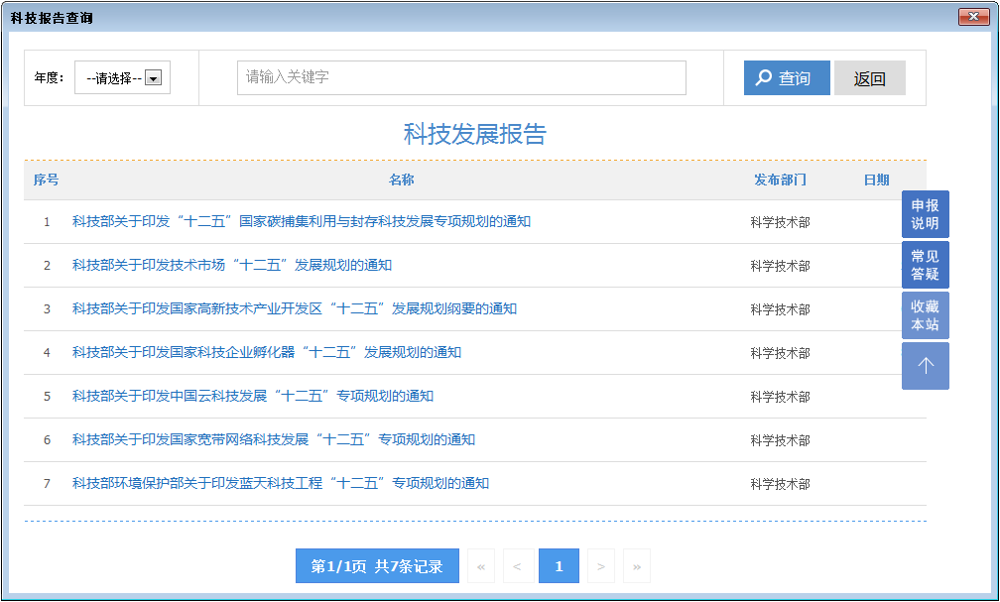 科技报告查询
年度： --请选择-- 请输入关键字 查询 返回
科技发展报告
序号 名称 发布部门 日期
1 科技部关于印发“十二五”国家碳捕集利用与封存科技发展专项规划的通知 科学技术部
2 科技部关于印发技术市场“十二五”发展规划的通知 科学技术部
3 科技部关于印发国家高新技术产业开发区“十二五”发展规划纲要的通知 科学技术部
4 科技部关于印发国家科技企业孵化器“十二五”发展规划的通知 科学技术部
5 科技部关于印发中国云科技发展“十二五”专项规划的通知 科学技术部
6 科技部关于印发国家宽带网络科技发展“十二五”专项规划的通知 科学技术部
7 科技部环境保护部关于印发蓝天科技工程“十二五”专项规划的通知 科学技术部
申报
说明
常见
答疑
收藏
本站
第1/1页 共7条记录 « < 1 > »